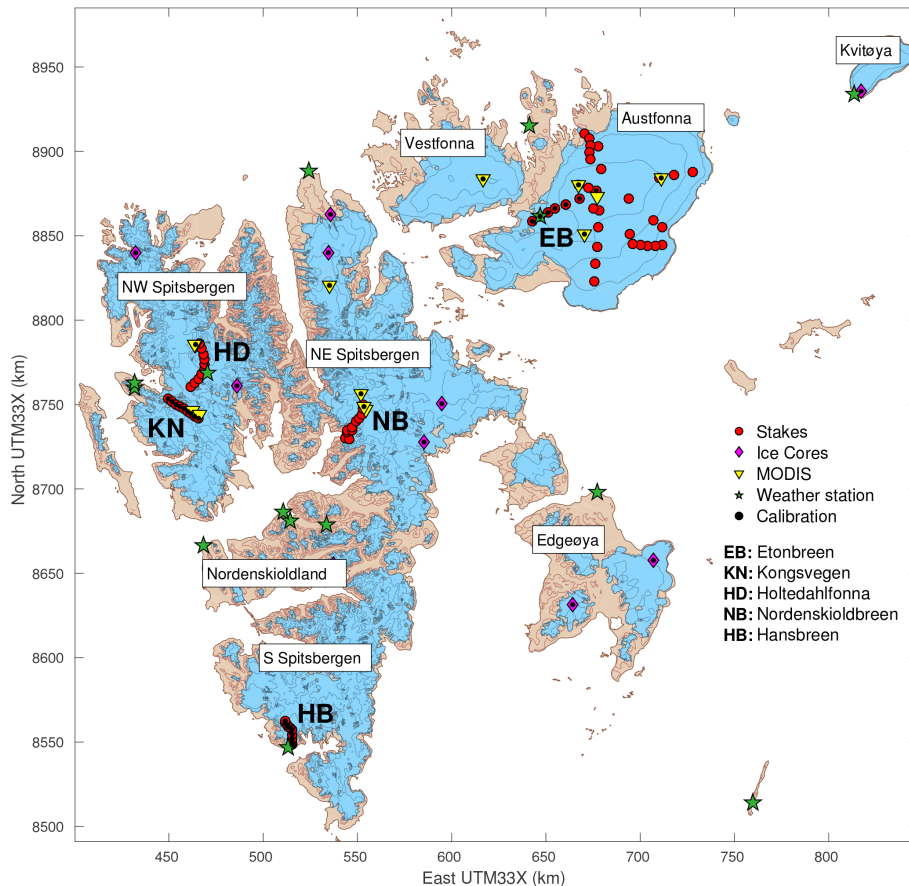 Kvitøya
Austfonna
Vestfonna
EB
NW Spitsbergen
HD
NE Spitsbergen
KN
NB
Edgeøya
Nordenskioldland
S Spitsbergen
HB
Stakes
Ice Cores
MODIS
Weather station
Calibration
EB: Etonbreen
KN: Kongsvegen
HD: Holtedahlfonna
NB: Nordenskioldbreen
HB: Hansbreen
North UTM33X (km)
8950
8900
8850
8800
8750
8700
8650
8600
8550
8500
450 500 550 600 650 700 750 800
East UTM33X (km)